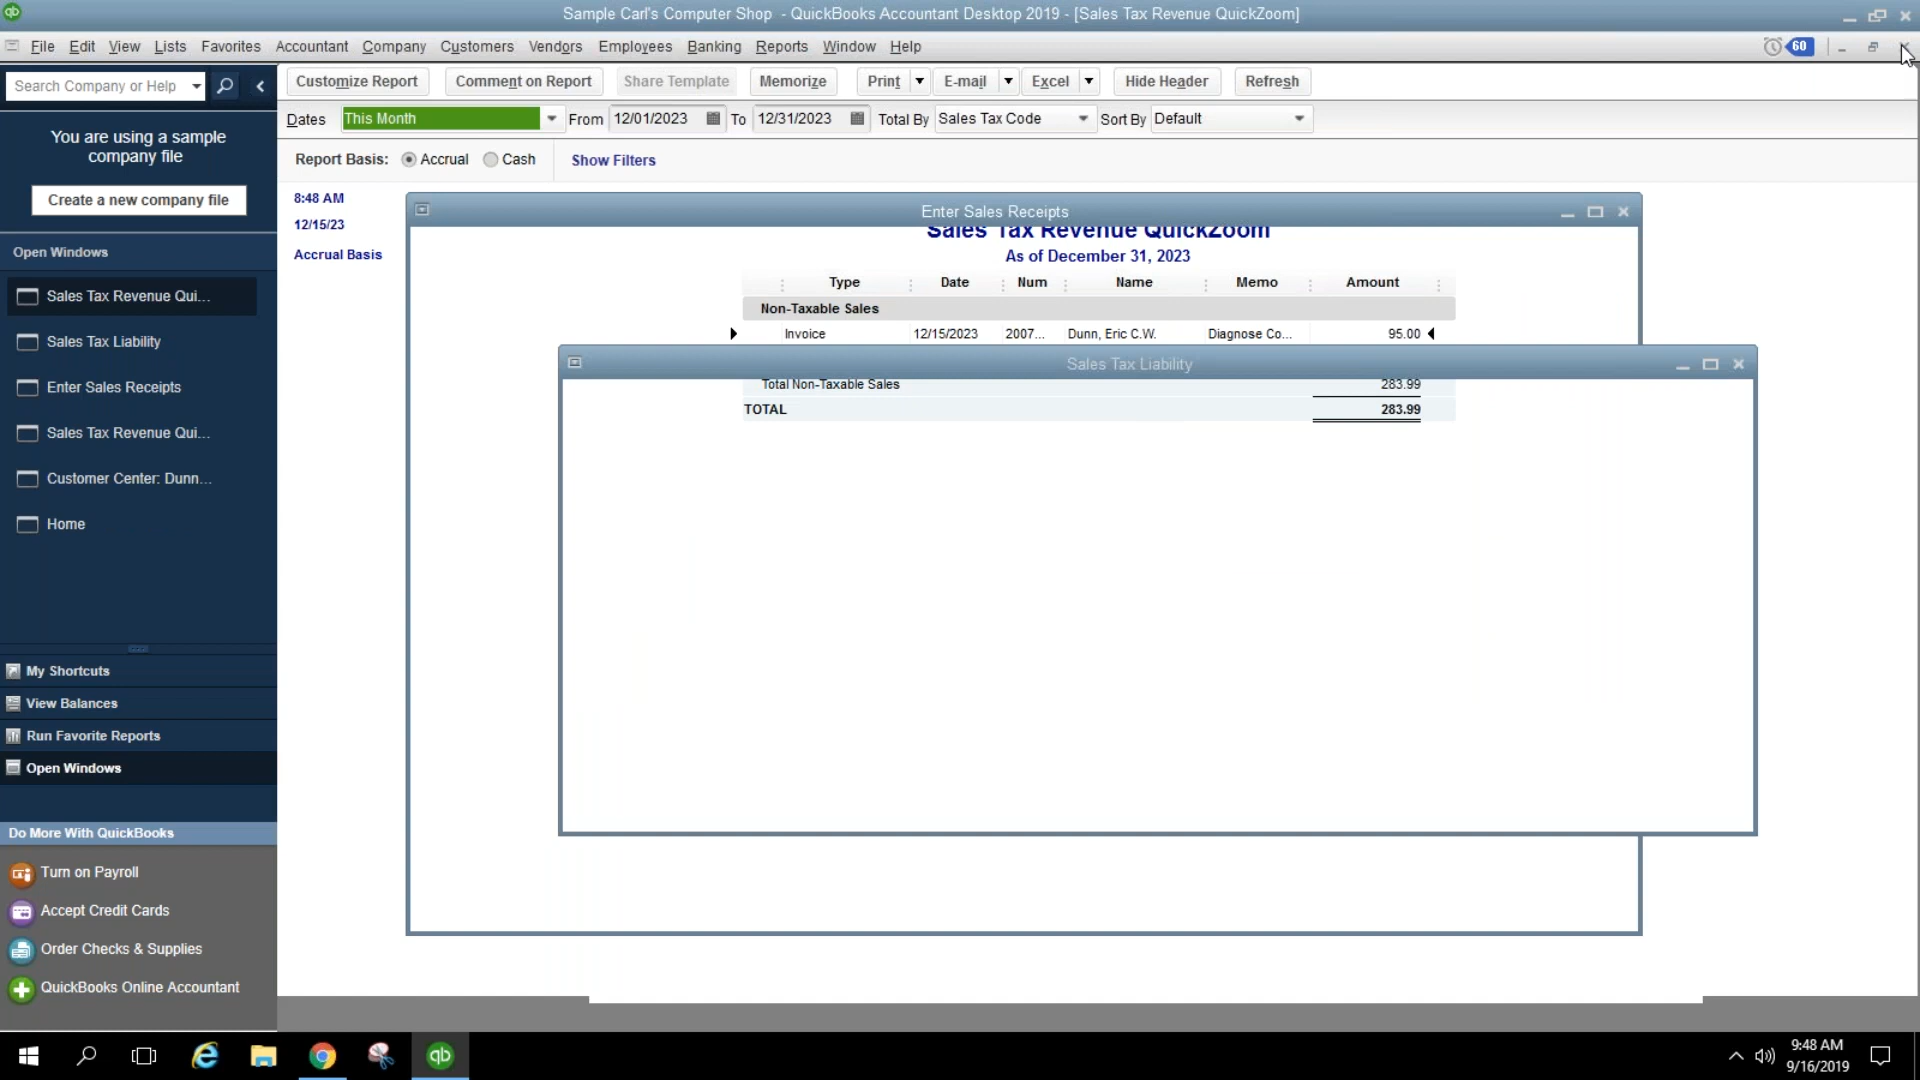 Sample Carl's Computer Shop - QuickBooks Accountant Desktop 2019 - [Sales Tax Revenue QuickZoom]
File Edit View Lists Favorites Accountant Company Customers Vendors Employees Banking Reports Window Help
60
Search Company or Help
Customize Report Comment on Report Share Template Memorize Print E-mail Excel Hide Header Refresh
Dates This Month From 12/01/2023 To 12/31/2023 Total By Sales Tax Code Sort By Default
Report Basis: Accrual Cash Show Filters
You are using a sample
company file
Create a new company file
Open Windows
Sales Tax Revenue Qui...
Sales Tax Liability
Enter Sales Receipts
Sales Tax Revenue Qui...
Customer Center: Dunn...
Home
My Shortcuts
View Balances
Run Favorite Reports
Open Windows
Do More With QuickBooks
Turn on Payroll
Accept Credit Cards
Order Checks & Supplies
QuickBooks Online Accountant
8:48 AM
12/15/23
Accrual Basis
Enter Sales Receipts
Sales Tax Revenue QuickZoom
As of December 31, 2023
Type Date Num Name Memo Amount
Non-Taxable Sales
Invoice 12/15/2023 2007... Dunn, Eric C.W. Diagnose Co... 95.00
Sales Tax Liability
Total Non-Taxable Sales 283.99
TOTAL 283.99
qb
9:48 AM
9/16/2019